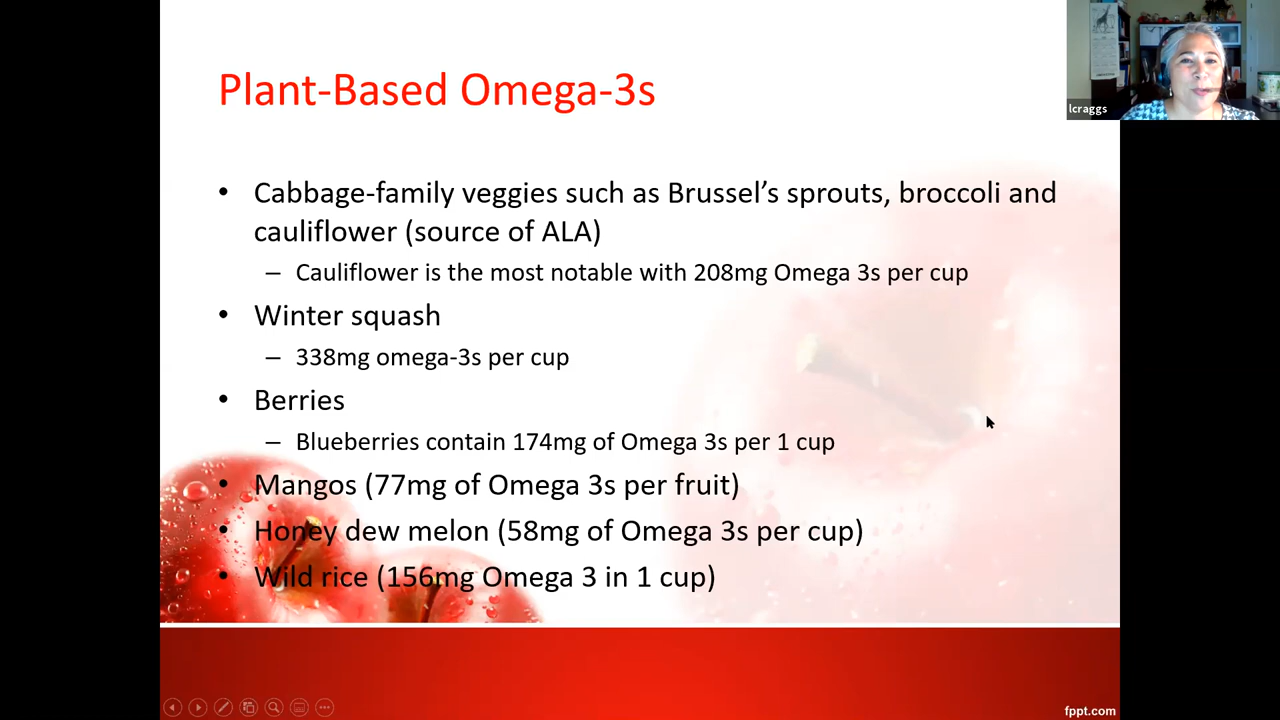 Plant-Based Omega-3s
lcraggs
• Cabbage-family veggies such as Brussel’s sprouts, broccoli and
cauliflower (source of ALA)
– Cauliflower is the most notable with 208mg Omega 3s per cup
• Winter squash
– 338mg omega-3s per cup
• Berries
– Blueberries contain 174mg of Omega 3s per 1 cup
• Mangos (77mg of Omega 3s per fruit)
• Honey dew melon (58mg of Omega 3s per cup)
• Wild rice (156mg Omega 3 in 1 cup)
fppt.com